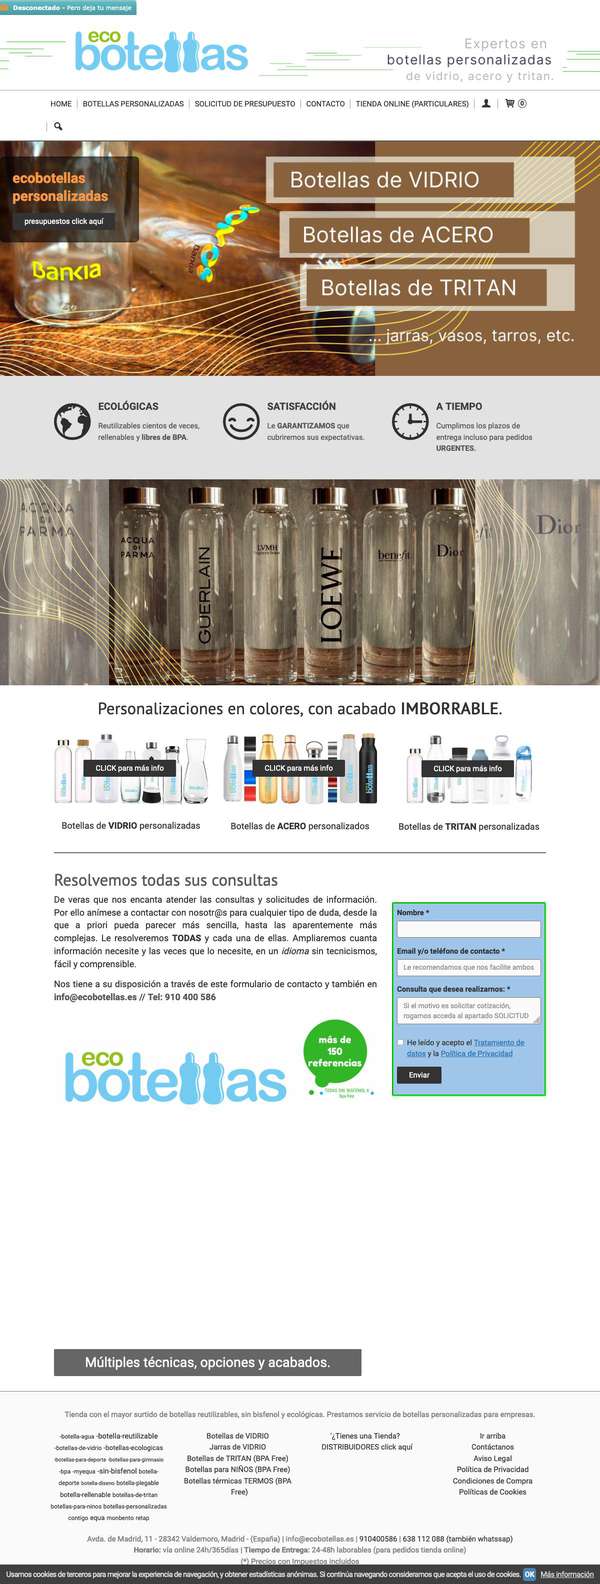 Desconectado - Pero deja tu mensaje
eco
botellas
Expertos en
botellas personalizadas
de vidrio, acero y tritan.
HOME
BOTELLAS PERSONALIZADAS
SOLICITUD DE PRESUPUESTO
CONTACTO
TIENDA ONLINE (PARTICULARES)
0
ecobotellas
personalizadas
presupuestos click aquí
Bankia
Botellas de VIDRIO
Botellas de ACERO
Botellas de TRITAN
... jarras, vasos, tarros, etc.
ECOLÓGICAS
Reutilizables cientos de veces,
rellenables y libres de BPA.
SATISFACCIÓN
Le GARANTIZAMOS que
cubriremos sus expectativas.
A TIEMPO
Cumplimos los plazos de
entrega incluso para pedidos
URGENTES.
ACQUA
DI
PARMA
GUERLAIN
LVMH
LOEWE
benefit
Dior
Dior
Personalizaciones en colores, con acabado IMBORRABLE.
CLICK para más info
CLICK para más info
CLICK para más info
Botellas de VIDRIO personalizadas
Botellas de ACERO personalizados
Botellas de TRITAN personalizadas
Resolvemos todas sus consultas
De veras que nos encanta atender las consultas y solicitudes de información.
Por ello anímese a contactar con nosotr@s para cualquier tipo de duda, desde la
que a priori pueda parecer más sencilla, hasta las aparentemente más
complejas. Le resolveremos TODAS y cada una de ellas. Ampliaremos cuanta
información necesite y las veces que lo necesite, en un idioma sin tecnicismos,
fácil y comprensible.
Nos tiene a su disposición a través de este formulario de contacto y también en
info@ecobotellas.es // Tel: 910 400 586
Nombre *
Email y/o teléfono de contacto *
Le recomendamos que nos facilite ambos
Consulta que desea realizarnos: *
Si el motivo es solicitar cotización,
rogamos acceda al apartado SOLICITUD
He leído y acepto el Tratamiento de
datos y la Política de Privacidad
Enviar
eco
botellas
más de
150
referencias
Múltiples técnicas, opciones y acabados.
Tienda con el mayor surtido de botellas reutilizables, sin bisfenol y ecológicas. Prestamos servicio de botellas personalizadas para empresas.
-botella-agua -botella-reutilizable
-botellas-de-vidrio -botellas-ecologicas
-botellas-para-deporte -botellas-para-gimnasio
-bpa -myequa -sin-bisfenol botella-
deporte botella-diseno botella-plegable
botella-rellenable botellas-de-tritan
botellas-para-ninos botellas-personalizadas
contigo equa monbento retap
Botellas de VIDRIO
Jarras de VIDRIO
Botellas de TRITAN (BPA Free)
Botellas para NIÑOS (BPA Free)
Botellas térmicas TERMOS (BPA
Free)
¿Tienes una Tienda?
DISTRIBUIDORES click aquí
Ir arriba
Contáctanos
Aviso Legal
Política de Privacidad
Condiciones de Compra
Políticas de Cookies
Avda. de Madrid, 11 - 28342 Valdemoro, Madrid - (España) | info@ecobotellas.es | 910400586 | 638 112 088 (también whatssap)
Horario: vía online 24h/365días | Tiempo de Entrega: 24-48h laborables (para pedidos tienda online)
(*) Precios con Impuestos incluidos
Usamos cookies de terceros para mejorar la experiencia de navegación, y obtener estadísticas anónimas. Si continúa navegando consideramos que acepta el uso de cookies. OK Más información